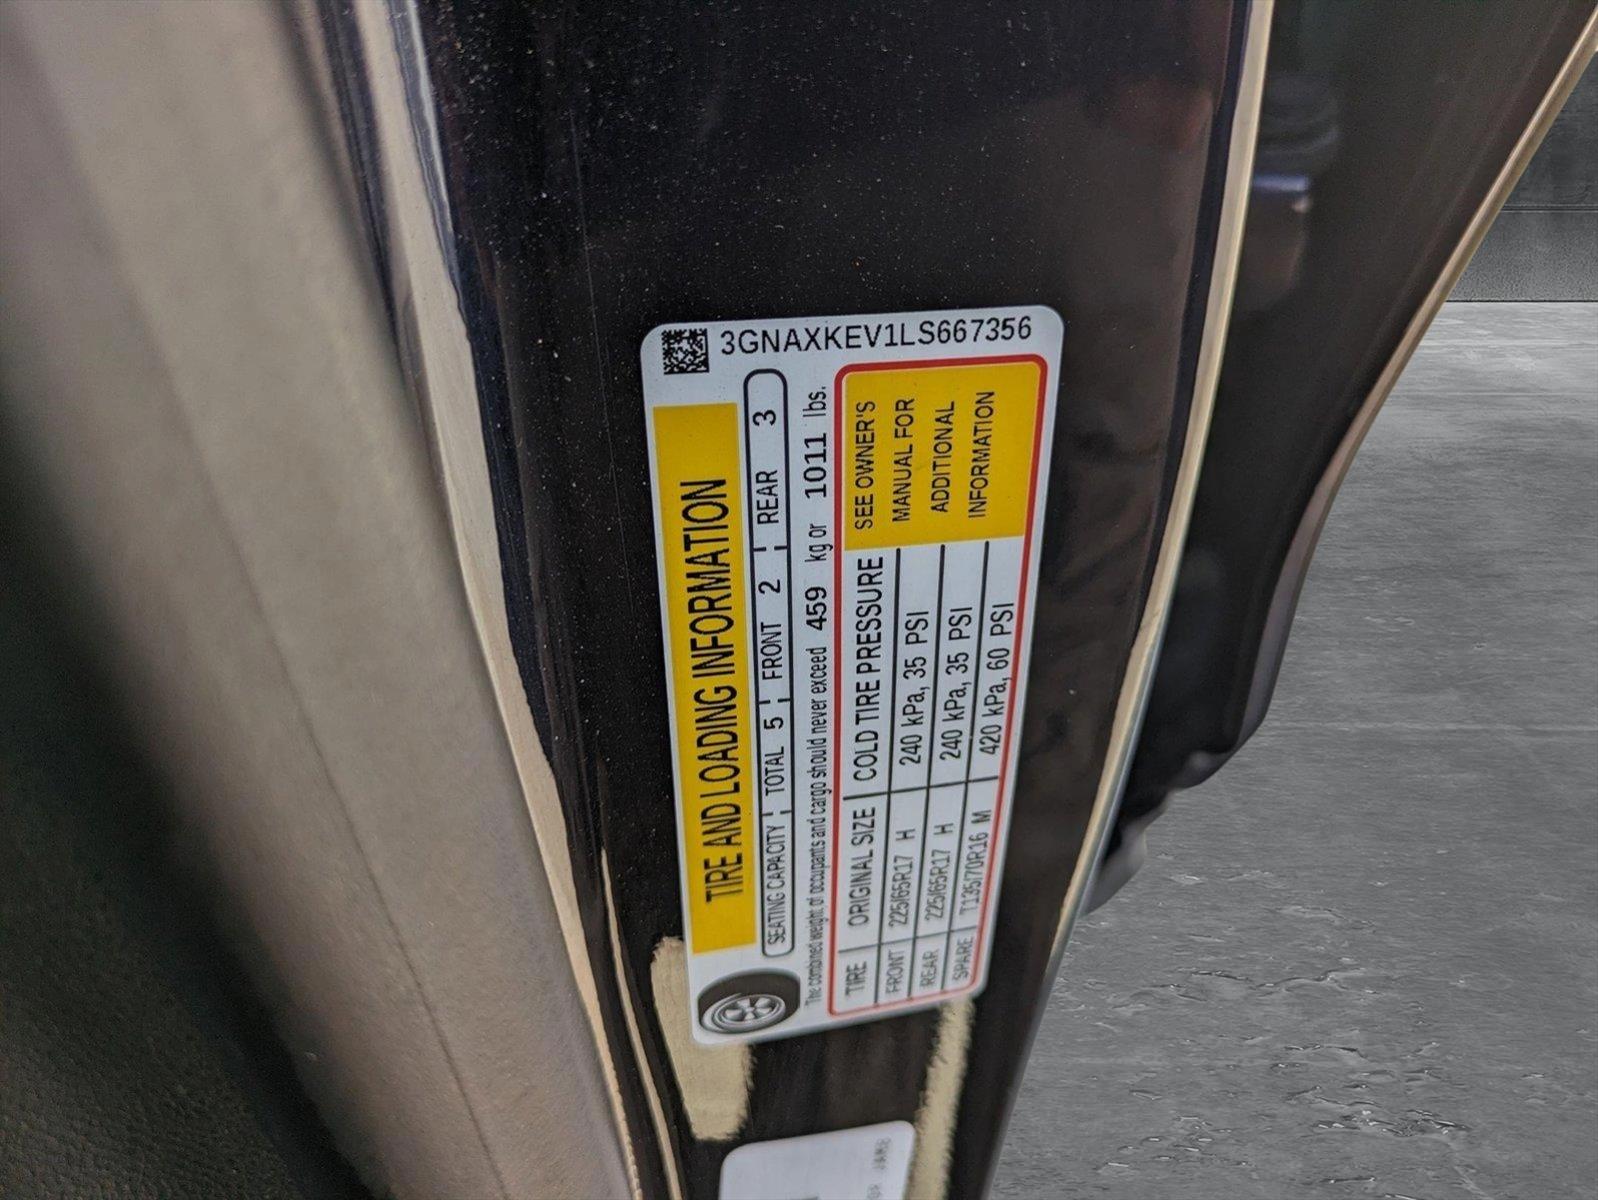 3GNAXKEV1LS667356
TIRE AND LOADING INFORMATION
SEATING CAPACITY TOTAL 5 FRONT 2 REAR 3
The combined weight of occupants and cargo should never exceed 459 kg or 1011 lbs.
TIRE ORIGINAL SIZE COLD TIRE PRESSURE
FRONT 225/65R17 H 240 kPa, 35 PSI
REAR 225/65R17 H 240 kPa, 35 PSI
SPARE T135/70R16 M 420 kPa, 60 PSI
SEE OWNER'S
MANUAL FOR
ADDITIONAL
INFORMATION